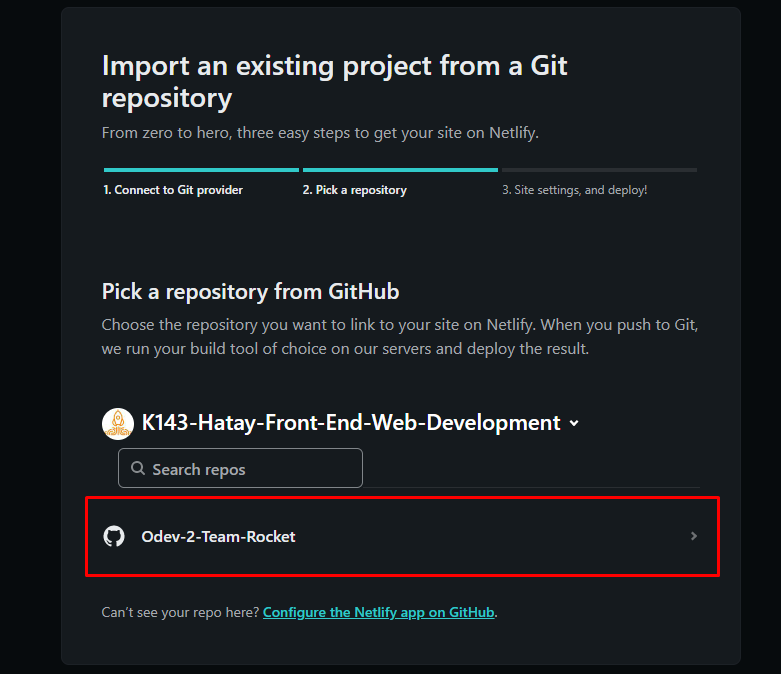 Import an existing project from a Git
repository
From zero to hero, three easy steps to get your site on Netlify.
1. Connect to Git provider
2. Pick a repository
3. Site settings, and deploy!
Pick a repository from GitHub
Choose the repository you want to link to your site on Netlify. When you push to Git,
we run your build tool of choice on our servers and deploy the result.
K143-Hatay-Front-End-Web-Development
Search repos
Odev-2-Team-Rocket
Can't see your repo here? Configure the Netlify app on GitHub.